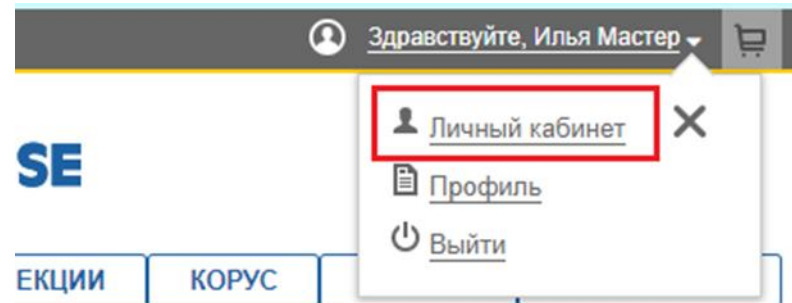 Здравствуйте, Илья Мастер
Личный кабинет
SE
Профиль
Выйти
ЕКЦИИ
КОРУС